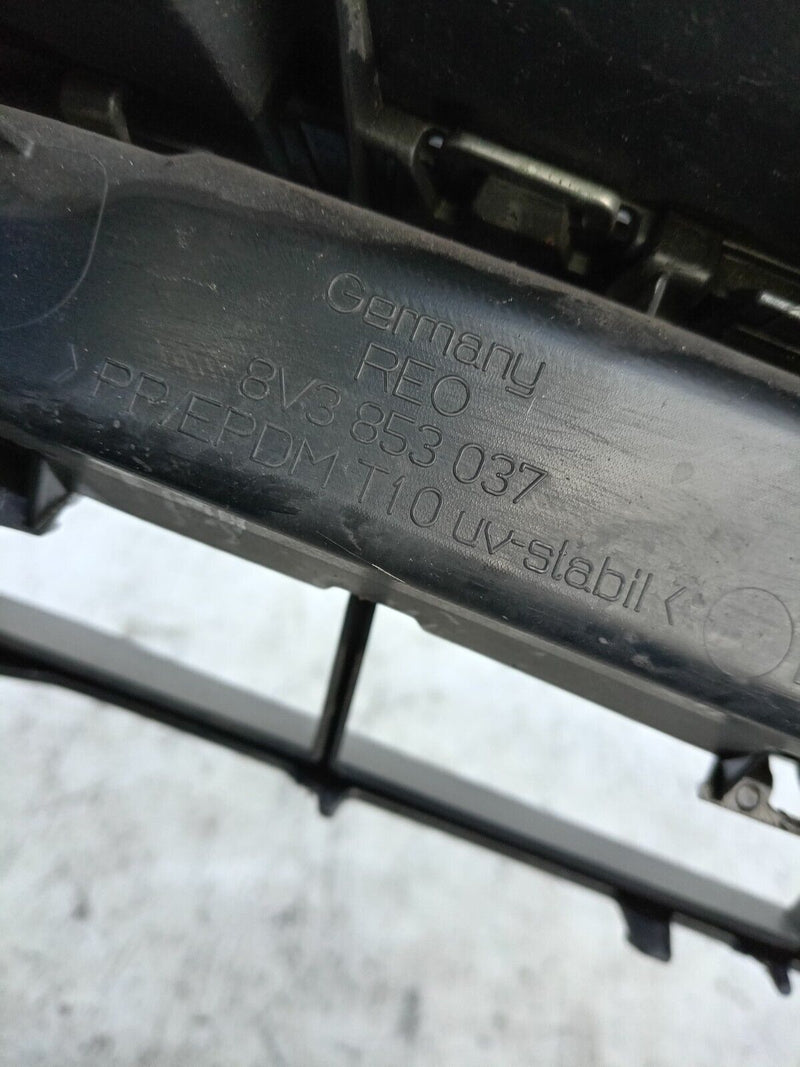 Germany
REO
8V3 853 037
>PP/EPDM T10 uv-stabil<